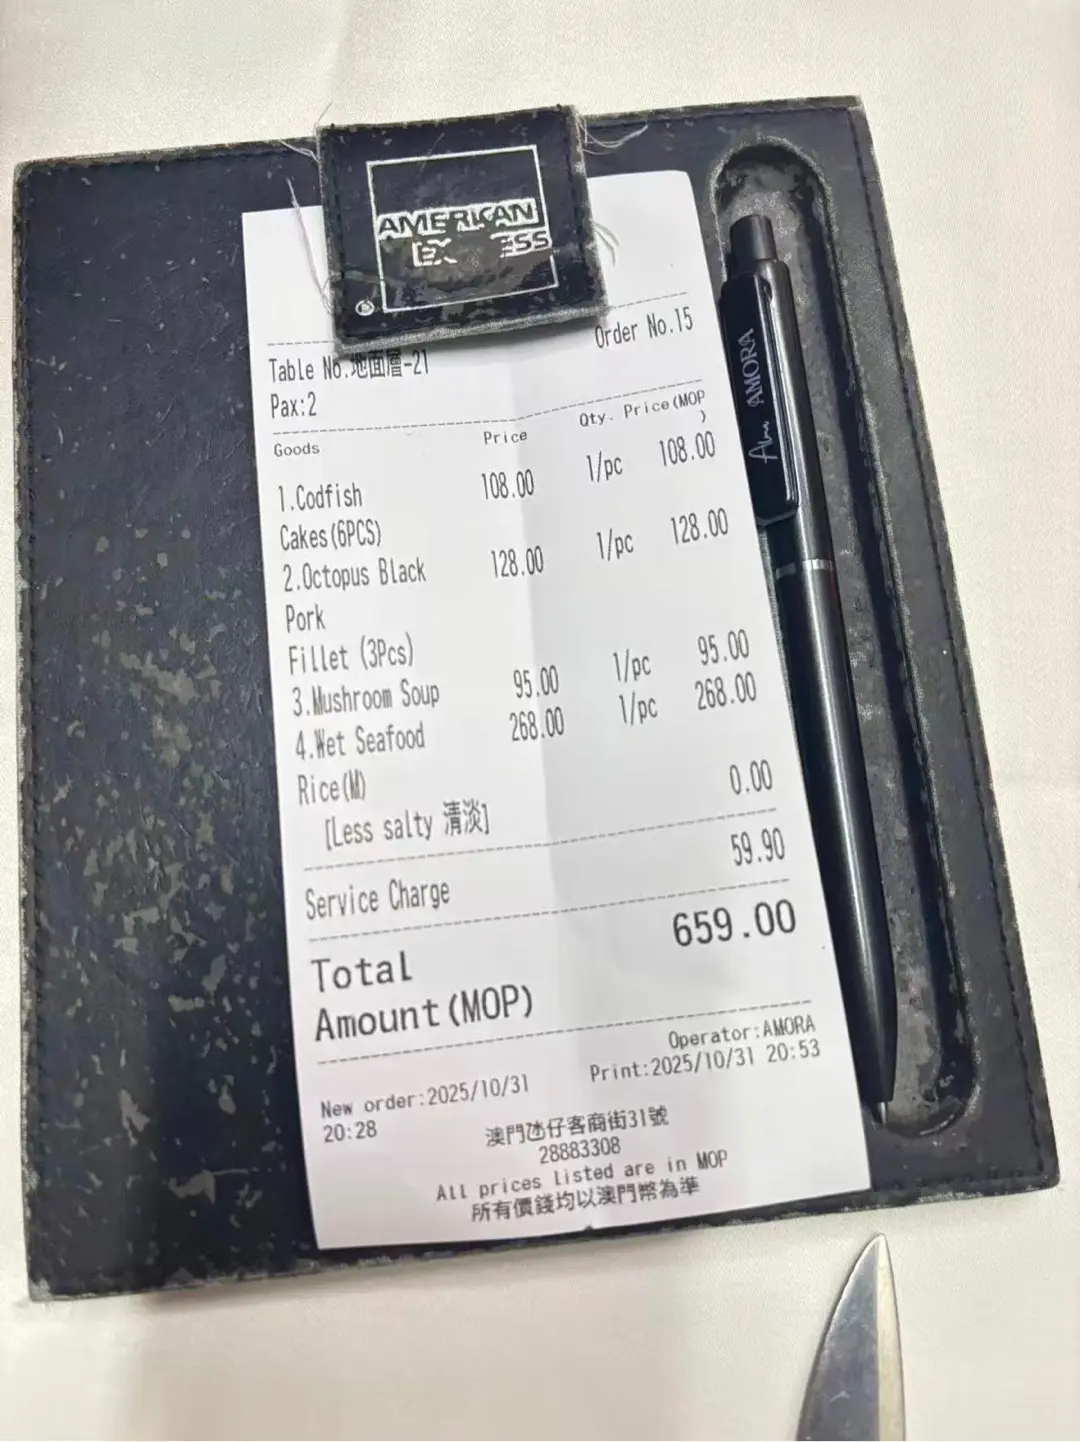 AMERICAN
EX ESS
®
Order No.15
Table No.地面層-21
Pax:2
Goods Price Qty. Price(MOP
)
1.Codfish 108.00 1/pc 108.00
Cakes(6PCS)
2.Octopus Black 128.00 1/pc 128.00
Pork
Fillet (3Pcs)
3.Mushroom Soup 95.00 1/pc 95.00
4.Wet Seafood 268.00 1/pc 268.00
Rice(M)
[Less salty 清淡] 0.00
Service Charge 59.90
Total 659.00
Amount(MOP)
Operator:AMORA
New order:2025/10/31 Print:2025/10/31 20:53
20:28
澳門氹仔客商街31號
28883308
All prices listed are in MOP
所有價錢均以澳門幣為準
AMORA